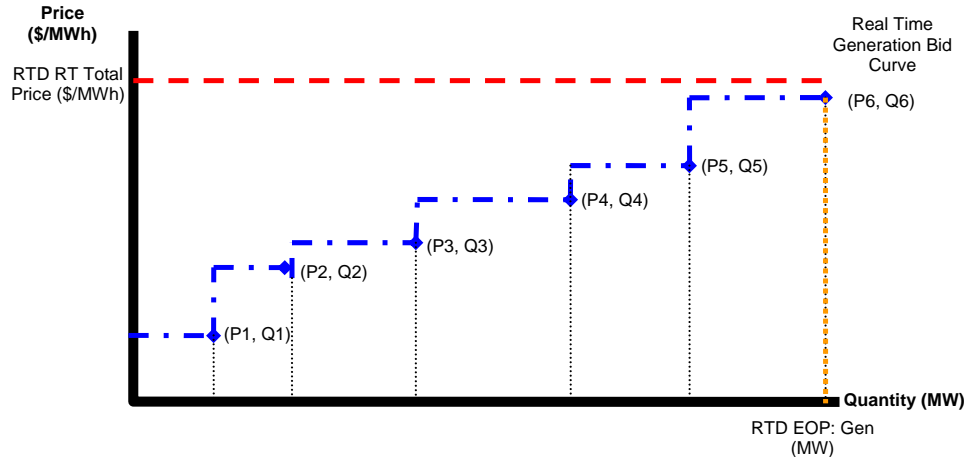 Price
($/MWh)
Real Time
Generation Bid
Curve
RTD RT Total
Price ($/MWh)
(P6, Q6)
(P5, Q5)
(P4, Q4)
(P3, Q3)
(P2, Q2)
(P1, Q1)
Quantity (MW)
RTD EOP: Gen
(MW)